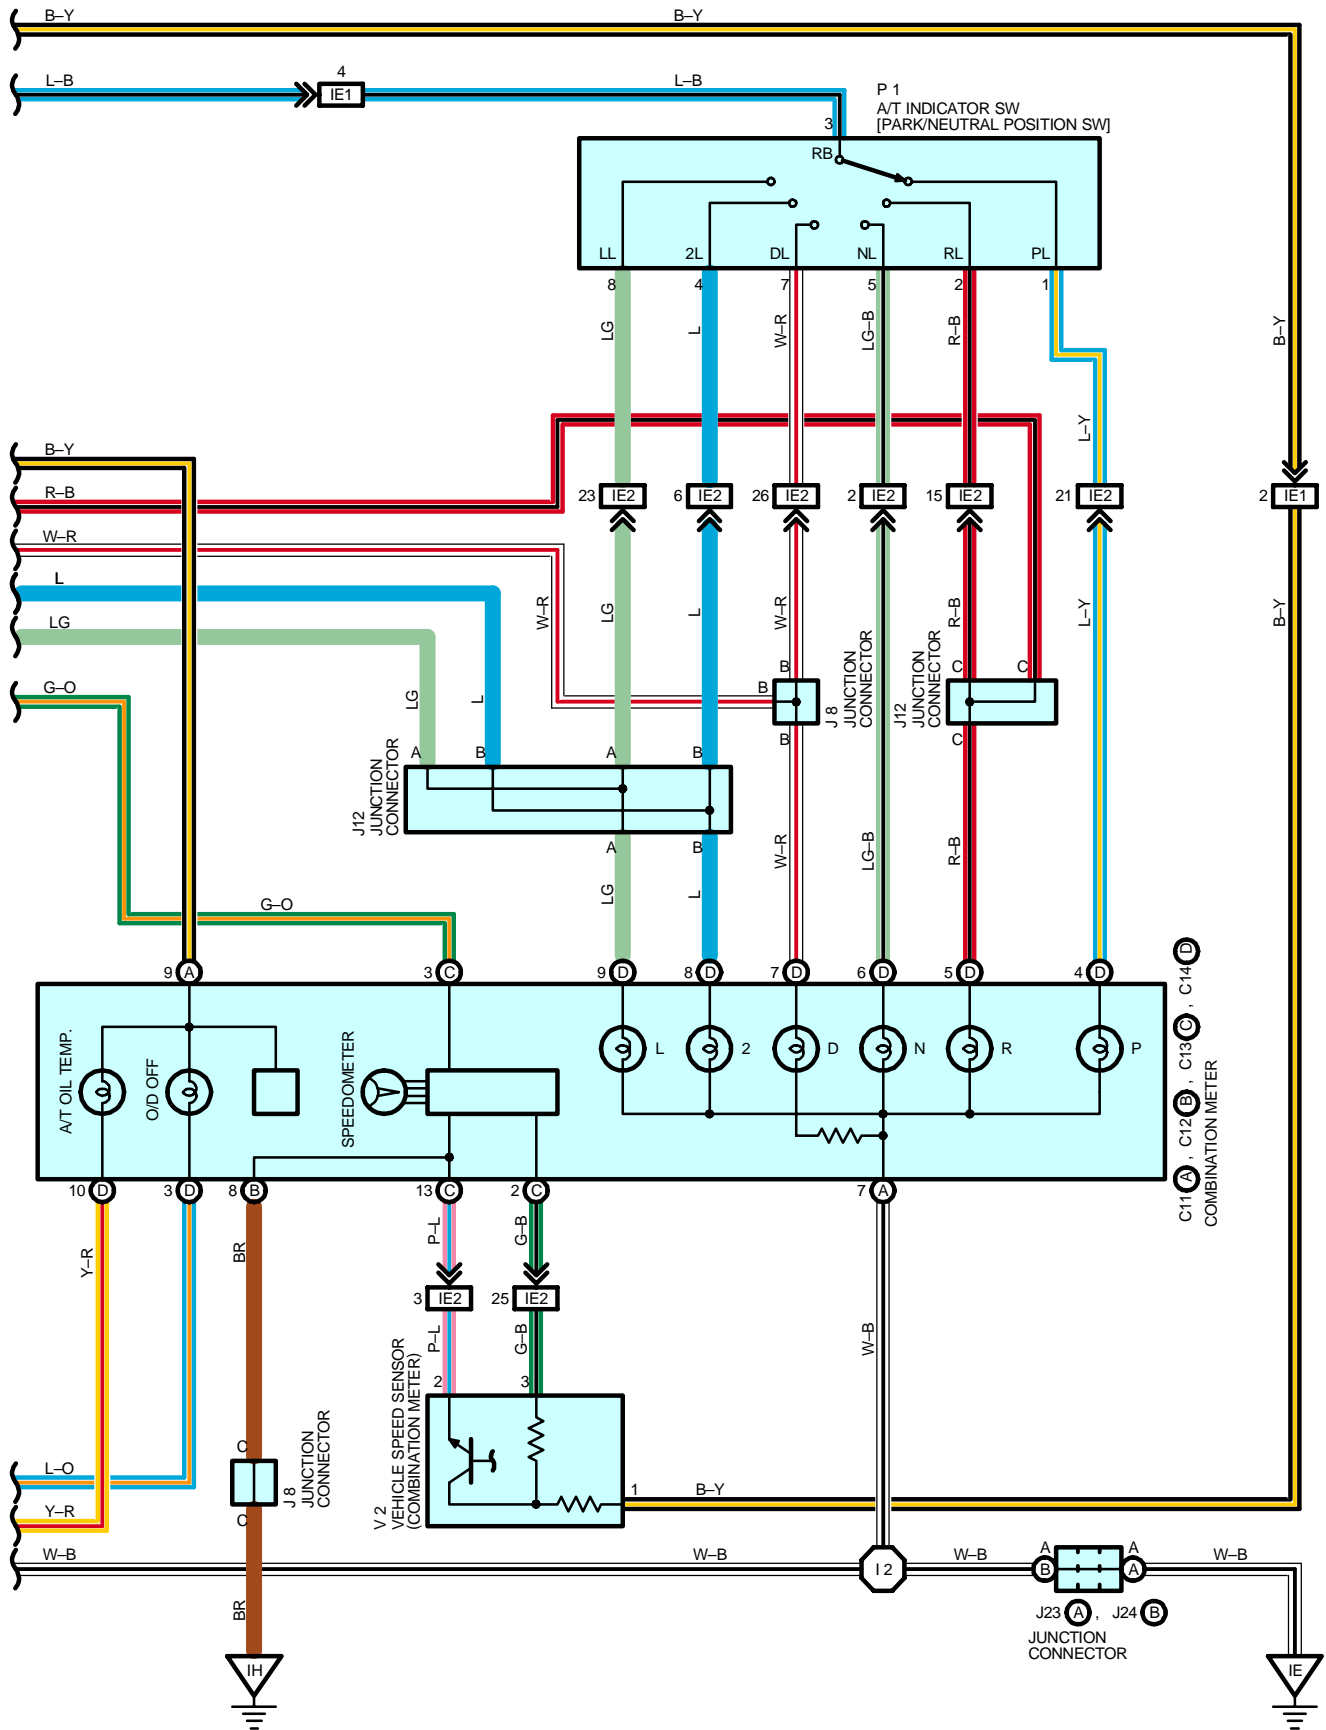 B–Y B–Y
L–B 4 IE1 L–B
P 1
A/T INDICATOR SW
[PARK/NEUTRAL POSITION SW]
3
RB
LL 2L DL NL RL PL
8 4 7 5 2 1
LG L W–R LG–B R–B B–Y
L–Y
B–Y
R–B
23 IE2 6 IE2 26 IE2 2 IE2 15 IE2 21 IE2 2 IE1
W–R
L
LG
W–R LG L W–R R–B L–Y B–Y
G–O
B B C C
J 8
JUNCTION
CONNECTOR
J12
JUNCTION
CONNECTOR
LG L
B C
A B A B
J12
JUNCTION
CONNECTOR
A B
W–R LG–B R–B
LG L
G–O
9 A 3 C 9 D 8 D 7 D 6 D 5 D 4 D
A/T OIL TEMP.
O/D OFF
SPEEDOMETER
L 2 D N R P
C11 A , C12 B , C13 C , C14 D
COMBINATION METER
10 D 3 D 8 B 13 C 2 C 7 A
Y–R BR P–L G–B
3 IE2 25 IE2
P–L G–B W–B
2 3
V 2
VEHICLE SPEED SENSOR
(COMBINATION METER)
C
J 8
JUNCTION
CONNECTOR
C
L–O
1 B–Y
Y–R
W–B W–B I 2 W–B A B A A W–B
J23 A , J24 B
JUNCTION
CONNECTOR
BR
IH IE